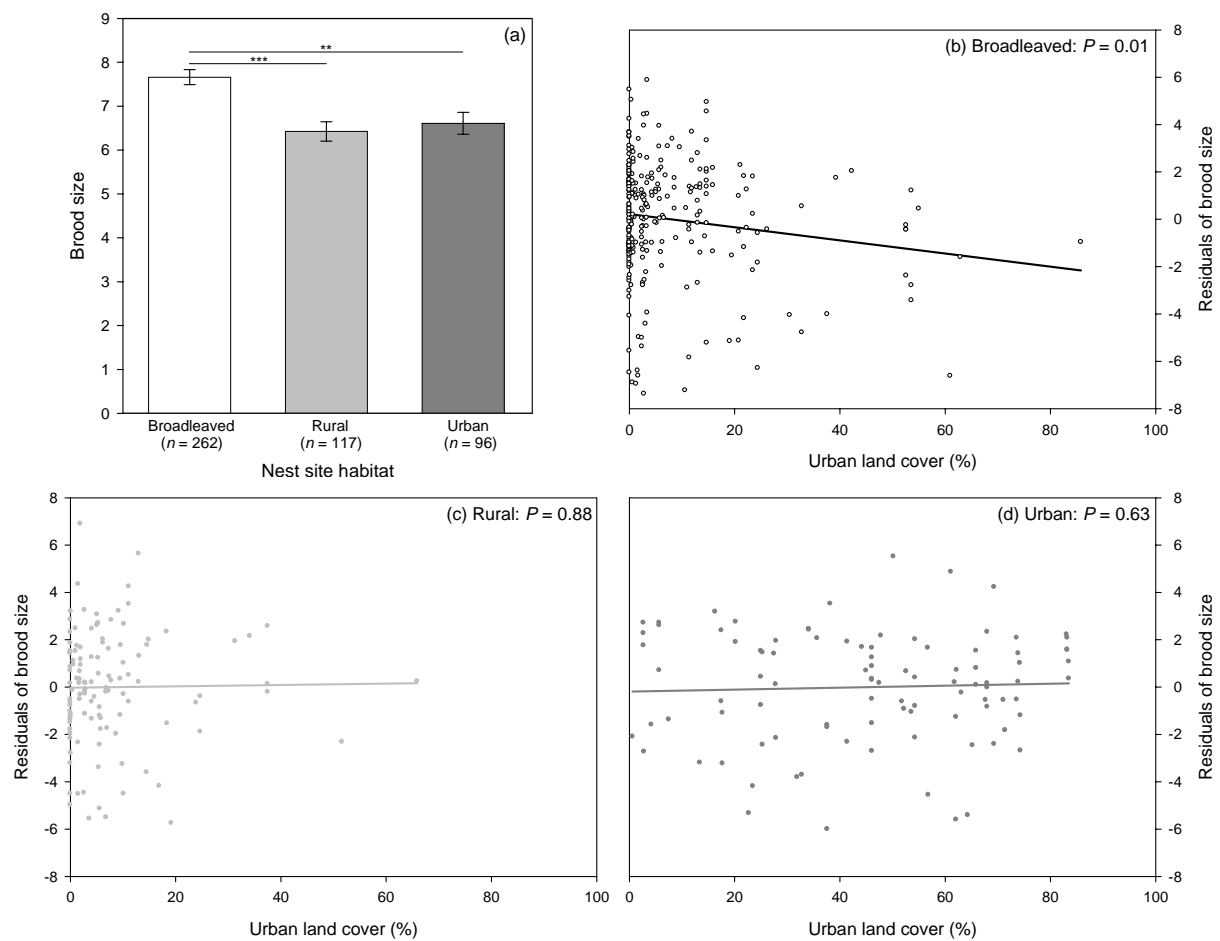 (a)
**
***
9
8
7
6
5
4
3
2
1
0
Brood size
Broadleaved Rural Urban
(n = 262) (n = 117) (n = 96)
Nest site habitat
(b) Broadleaved: P = 0.01
8
6
4
2
0
-2
-4
-6
-8
Residuals of brood size
0 20 40 60 80 100
Urban land cover (%)
(c) Rural: P = 0.88
8
6
4
2
0
-2
-4
-6
-8
Residuals of brood size
0 20 40 60 80 100
Urban land cover (%)
(d) Urban: P = 0.63
8
6
4
2
0
-2
-4
-6
-8
Residuals of brood size
0 20 40 60 80 100
Urban land cover (%)